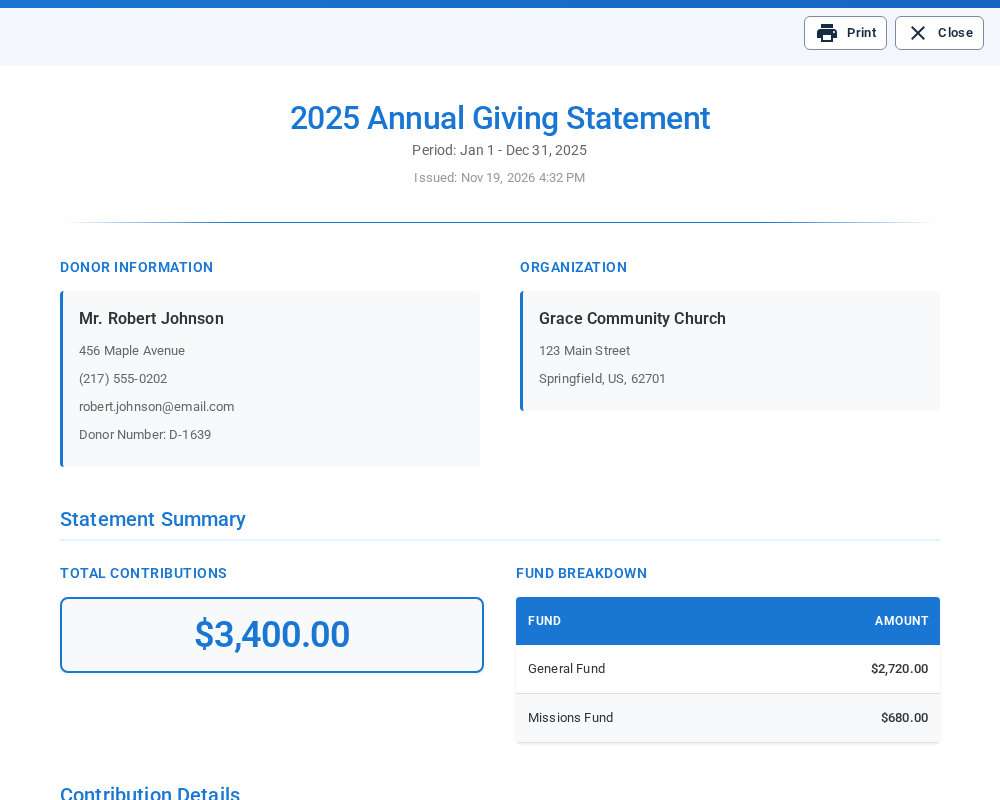 Print
Close
2025 Annual Giving Statement
Period: Jan 1 - Dec 31, 2025
Issued: Nov 19, 2026 4:32 PM
DONOR INFORMATION
Mr. Robert Johnson
456 Maple Avenue
(217) 555-0202
robert.johnson@email.com
Donor Number: D-1639
ORGANIZATION
Grace Community Church
123 Main Street
Springfield, US, 62701
Statement Summary
TOTAL CONTRIBUTIONS
$3,400.00
FUND BREAKDOWN
FUND AMOUNT
General Fund $2,720.00
Missions Fund $680.00
Contribution Details